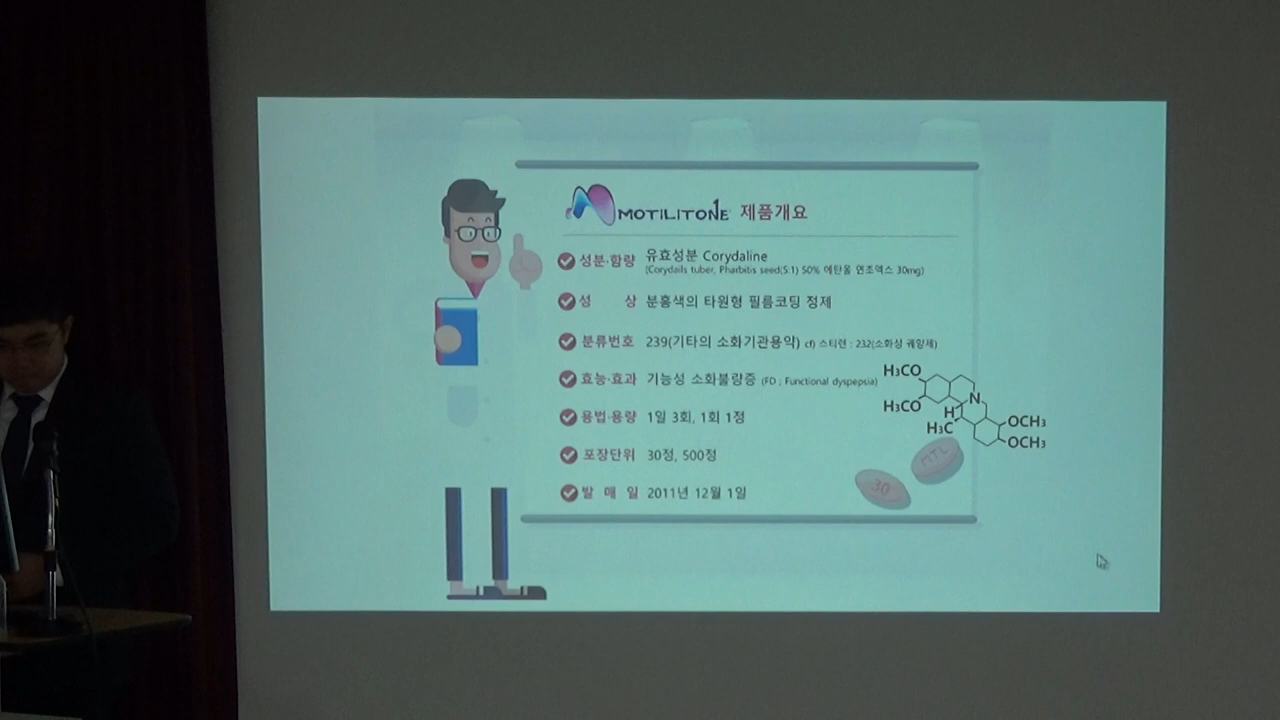 MOTILITONE 제품개요
성분·함량 유효성분 Corydaline
(Corydails tuber, Pharbitis seed(5:1) 50% 에탄올 연조엑스 30mg)
성 상 분홍색의 타원형 필름코팅 정제
분류번호 239(기타의 소화기관용약) cf) 스티렌 : 232(소화성 궤양제)
효능·효과 기능성 소화불량증 (FD ; Functional dyspepsia)
용법·용량 1일 3회, 1회 1정
포장단위 30정, 500정
발 매 일 2011년 12월 1일
H₃CO
H₃CO
N
H
H₃C
OCH₃
OCH₃
MTL
30